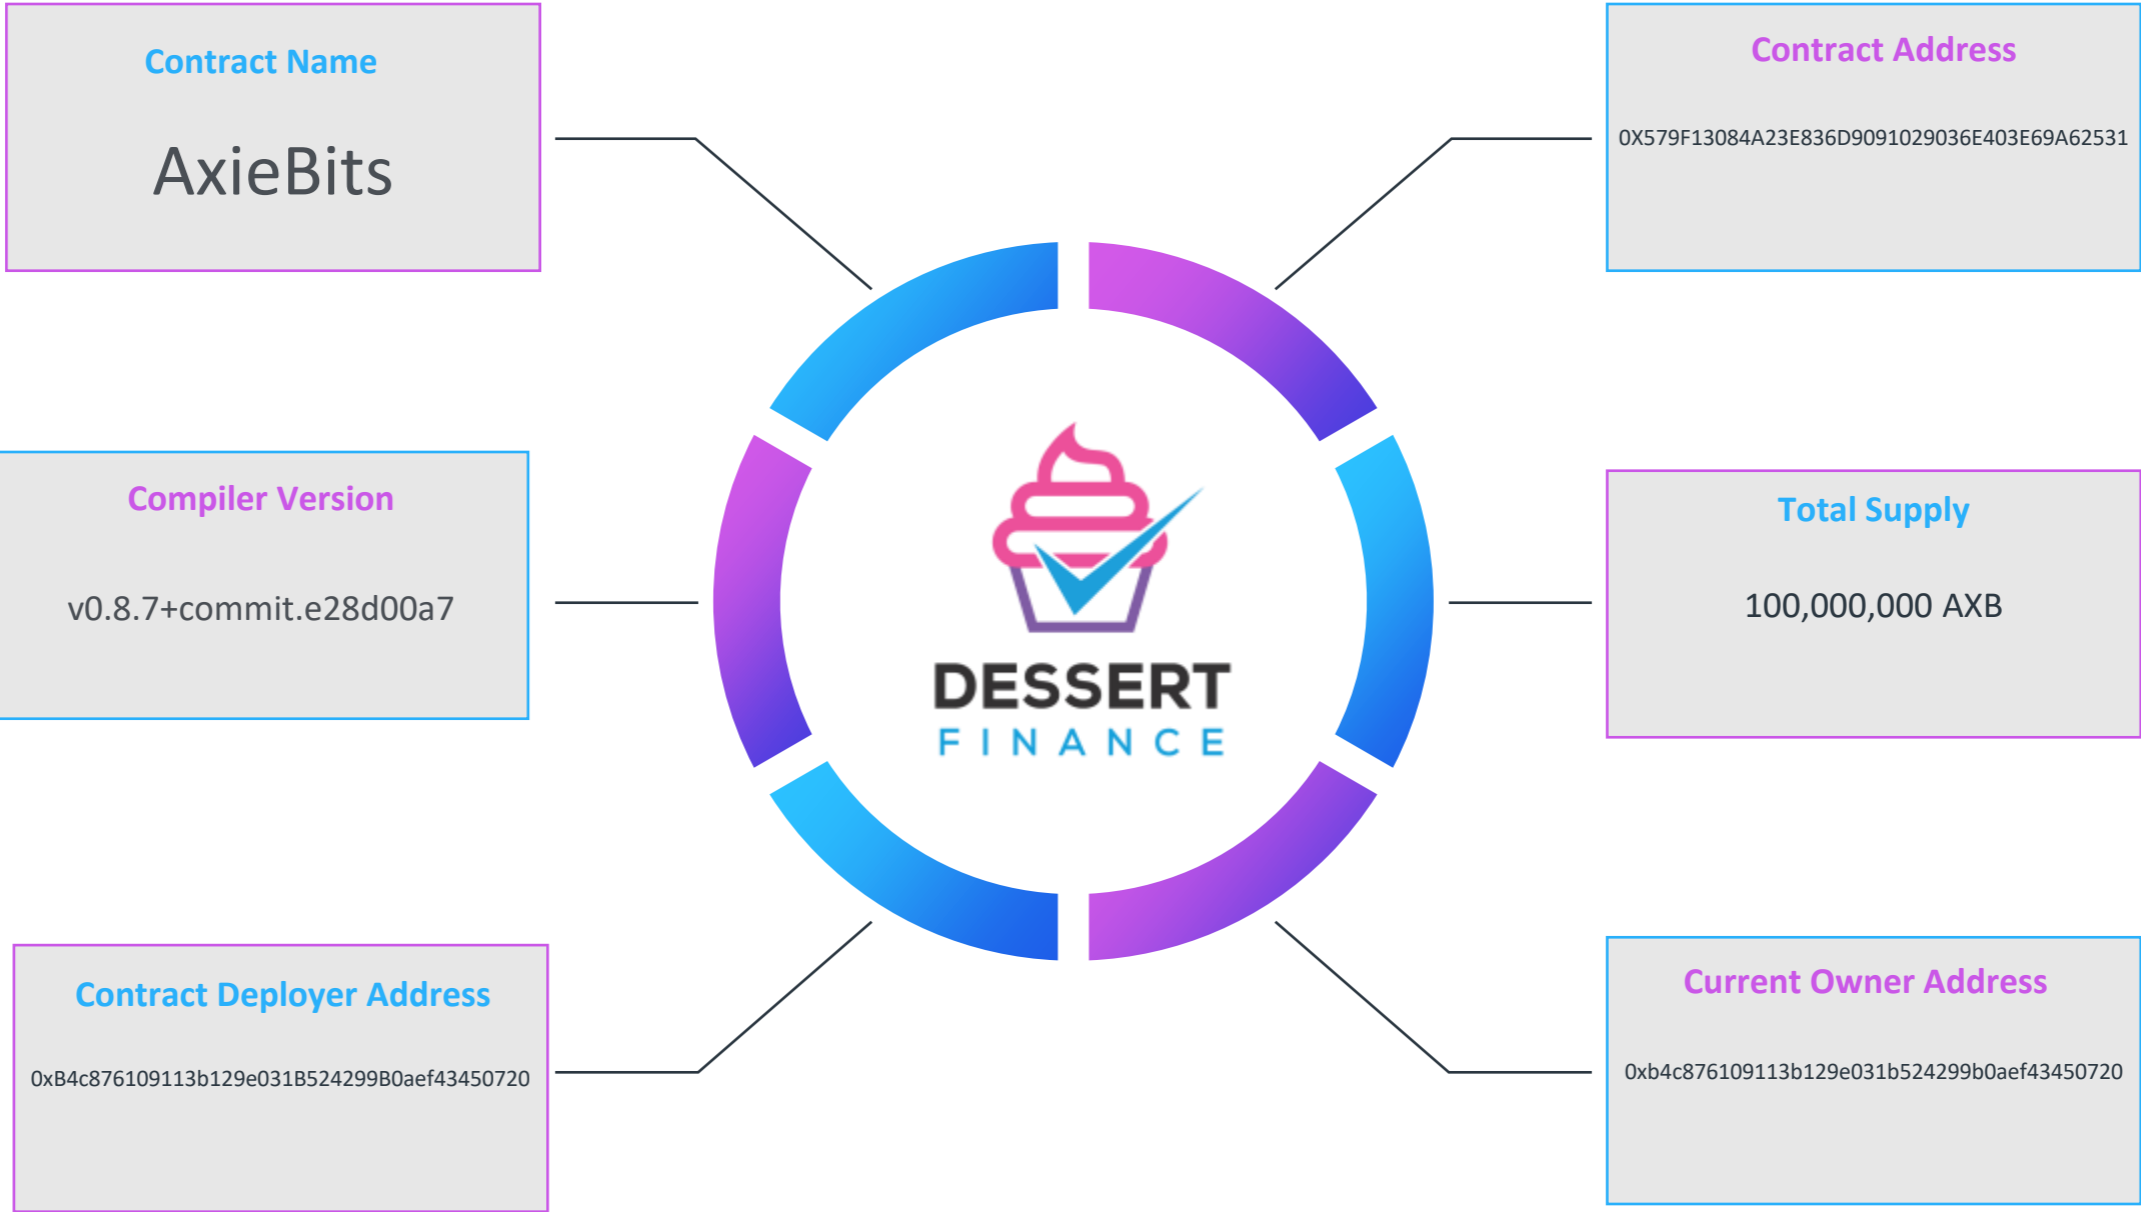 Contract Name
AxieBits
Contract Address
0X579F13084A23E836D9091029036E403E69A62531
Compiler Version
v0.8.7+commit.e28d00a7
DESSERT
FINANCE
Total Supply
100,000,000 AXB
Contract Deployer Address
0xB4c876109113b129e031B524299B0aef43450720
Current Owner Address
0xb4c876109113b129e031b524299b0aef43450720